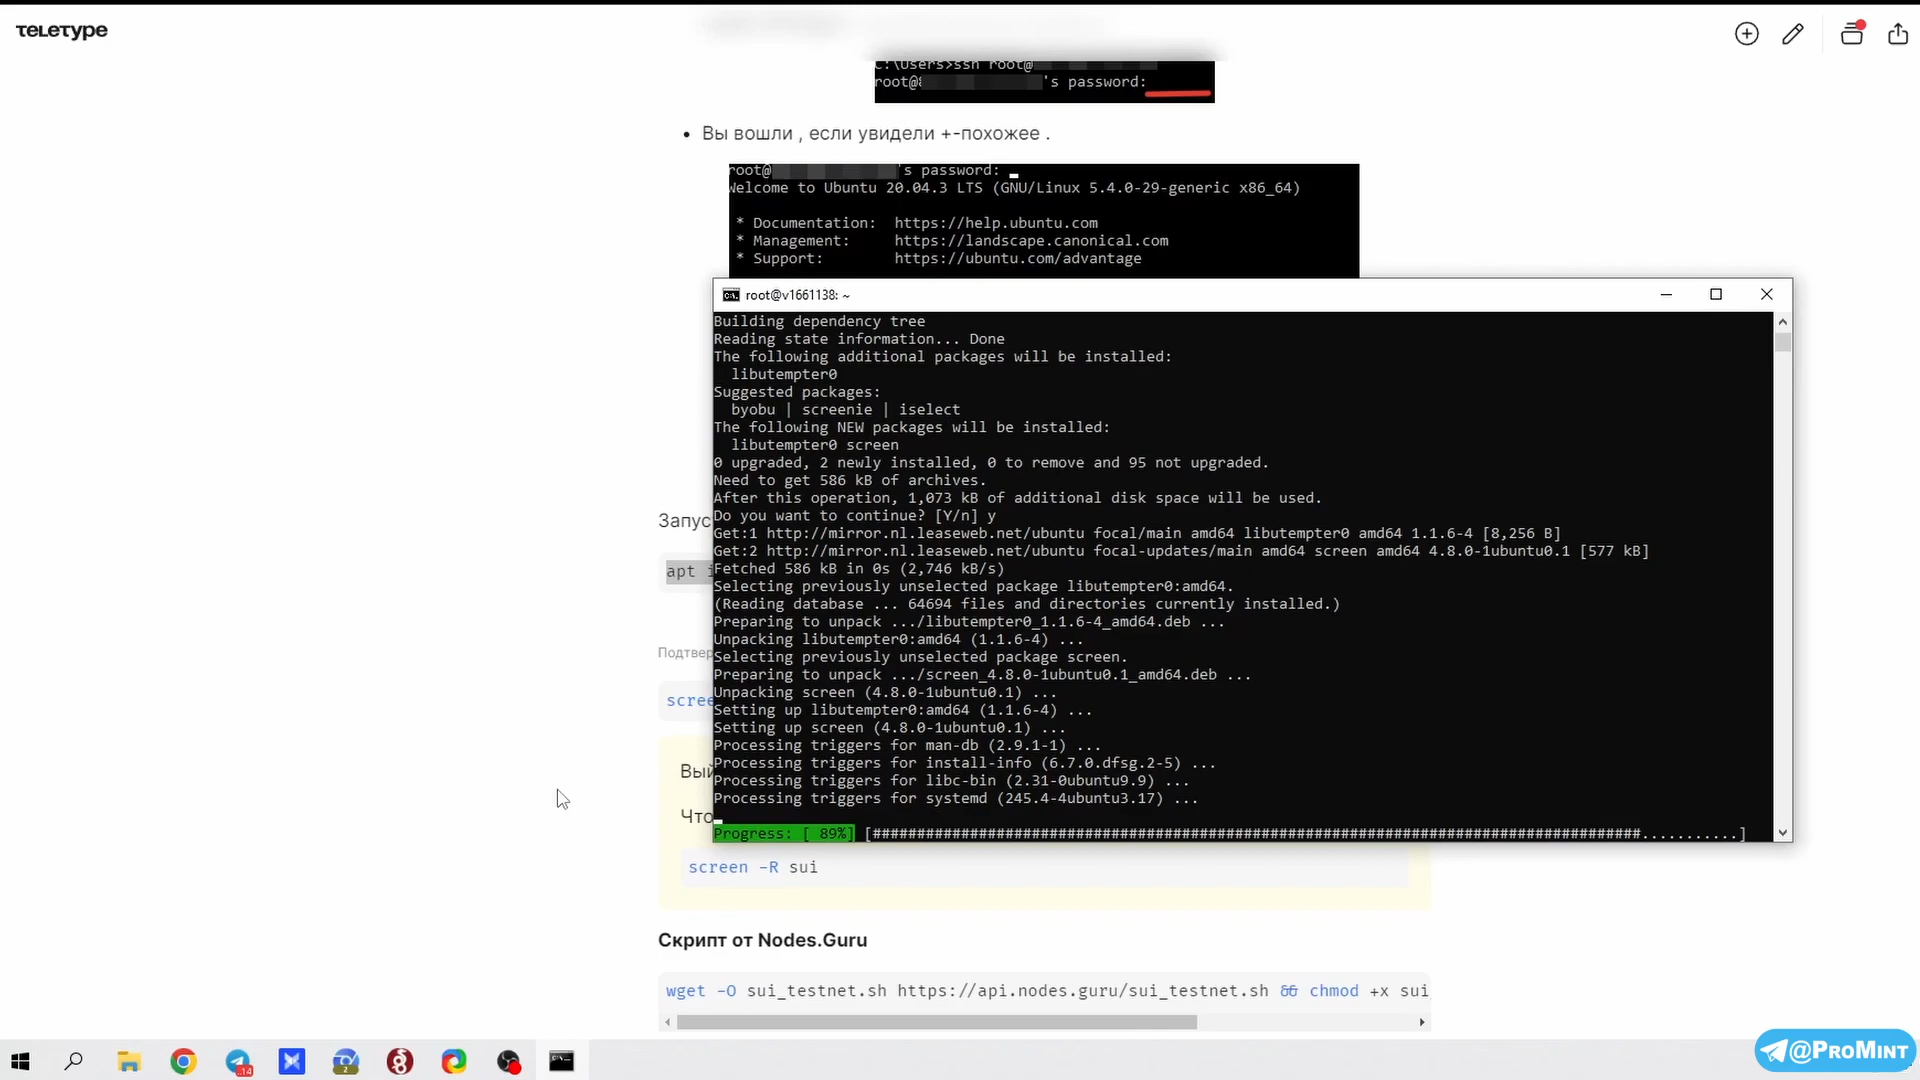 TELETYPE
C:\Users>ssh root@
root@ 's password:
• Вы вошли , если увидели +-похожее .
root@ 's password:
Welcome to Ubuntu 20.04.3 LTS (GNU/Linux 5.4.0-29-generic x86_64)
* Documentation: https://help.ubuntu.com
* Management: https://landscape.canonical.com
* Support: https://ubuntu.com/advantage
root@v1661138: ~
Building dependency tree
Reading state information... Done
The following additional packages will be installed:
libutempter0
Suggested packages:
byobu | screenie | iselect
The following NEW packages will be installed:
libutempter0 screen
0 upgraded, 2 newly installed, 0 to remove and 95 not upgraded.
Need to get 586 kB of archives.
After this operation, 1,073 kB of additional disk space will be used.
Do you want to continue? [Y/n] y
Get:1 http://mirror.nl.leaseweb.net/ubuntu focal/main amd64 libutempter0 amd64 1.1.6-4 [8,256 B]
Get:2 http://mirror.nl.leaseweb.net/ubuntu focal-updates/main amd64 screen amd64 4.8.0-1ubuntu0.1 [577 kB]
Fetched 586 kB in 0s (2,746 kB/s)
Selecting previously unselected package libutempter0:amd64.
(Reading database ... 64694 files and directories currently installed.)
Preparing to unpack .../libutempter0_1.1.6-4_amd64.deb ...
Unpacking libutempter0:amd64 (1.1.6-4) ...
Selecting previously unselected package screen.
Preparing to unpack .../screen_4.8.0-1ubuntu0.1_amd64.deb ...
Unpacking screen (4.8.0-1ubuntu0.1) ...
Setting up libutempter0:amd64 (1.1.6-4) ...
Setting up screen (4.8.0-1ubuntu0.1) ...
Processing triggers for man-db (2.9.1-1) ...
Processing triggers for install-info (6.7.0.dfsg.2-5) ...
Processing triggers for libc-bin (2.31-0ubuntu9.9) ...
Processing triggers for systemd (245.4-4ubuntu3.17) ...
Progress: [ 89%] [#######################################################################################...........]
Запус
apt i
Подтвер
scree
Вый
Что
screen -R sui
Скрипт от Nodes.Guru
wget -O sui_testnet.sh https://api.nodes.guru/sui_testnet.sh && chmod +x sui
14
2
@PROMINT